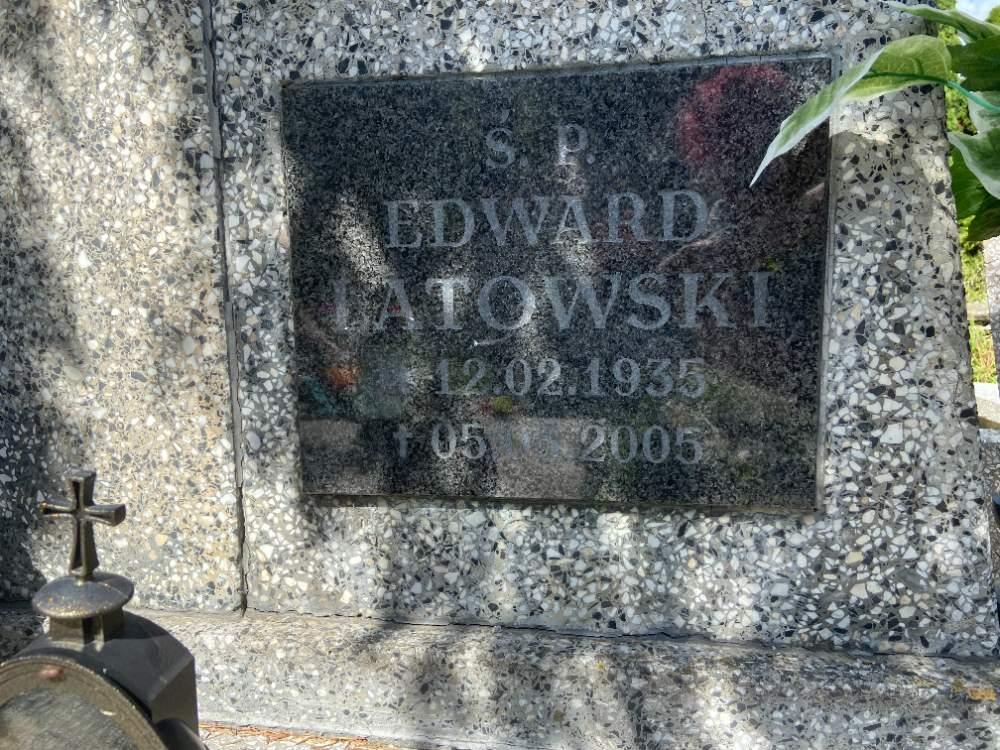 Ś. P.
EDWARD
LATOWSKI
* 12.02.1935
† 05 2005